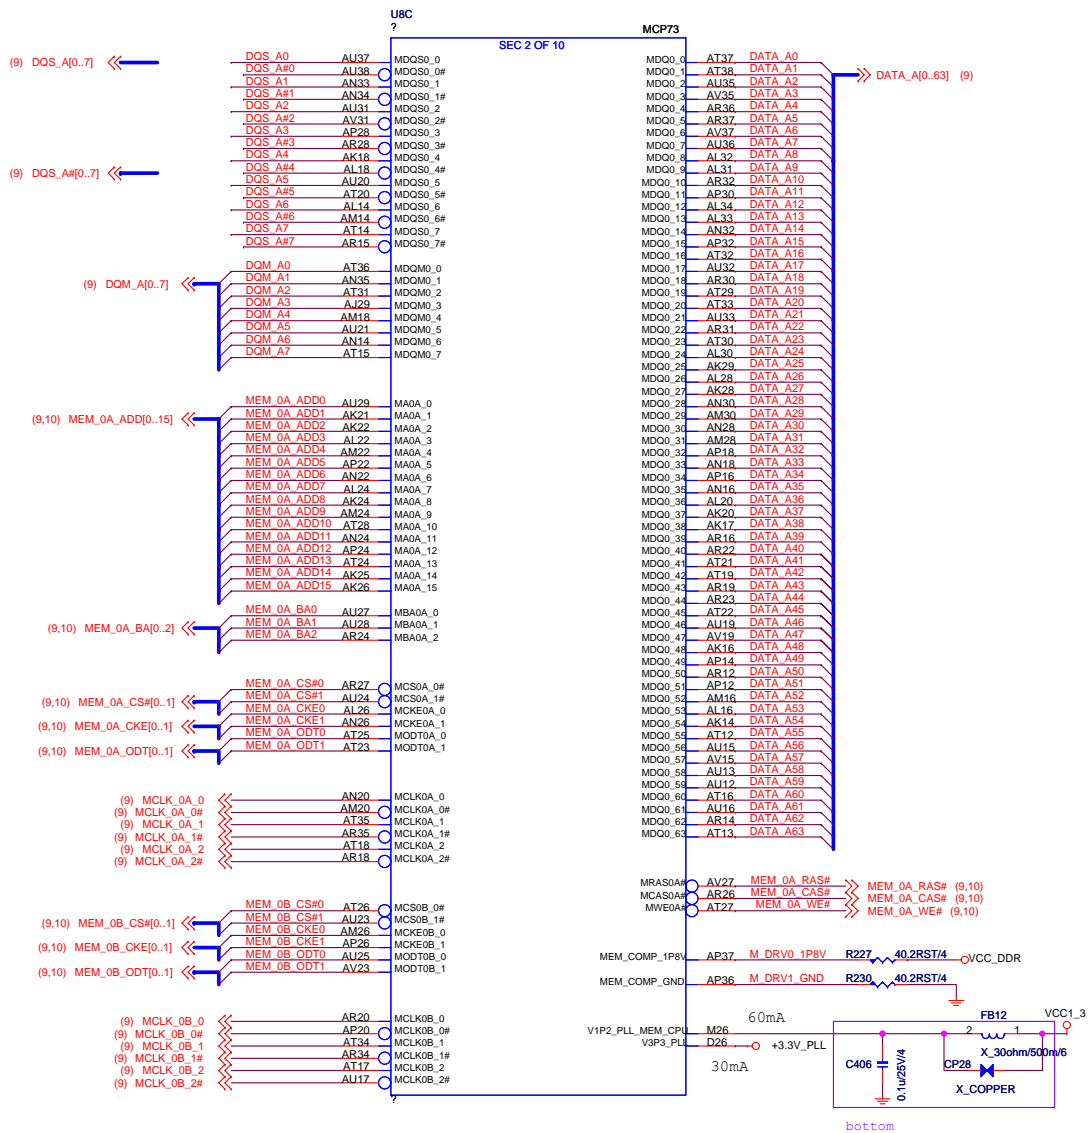 U8C
?
MCP73
SEC 2 OF 10
(9) DQS_A[0..7]
DQS_A0 AU37 MDQS0_0
DQS_A#0 AU38 MDQS0_0#
DQS_A1 AN33 MDQS0_1
DQS_A#1 AN34 MDQS0_1#
DQS_A2 AU31 MDQS0_2
DQS_A#2 AV31 MDQS0_2#
DQS_A3 AP28 MDQS0_3
DQS_A#3 AR28 MDQS0_3#
DQS_A4 AK18 MDQS0_4
(9) DQS_A#[0..7]
DQS_A#4 AL18 MDQS0_4#
DQS_A5 AU20 MDQS0_5
DQS_A#5 AT20 MDQS0_5#
DQS_A6 AL14 MDQS0_6
DQS_A#6 AM14 MDQS0_6#
DQS_A7 AT14 MDQS0_7
DQS_A#7 AR15 MDQS0_7#
(9) DQM_A[0..7]
DQM_A0 AT36 MDQM0_0
DQM_A1 AN35 MDQM0_1
DQM_A2 AT31 MDQM0_2
DQM_A3 AJ29 MDQM0_3
DQM_A4 AM18 MDQM0_4
DQM_A5 AU21 MDQM0_5
DQM_A6 AN14 MDQM0_6
DQM_A7 AT15 MDQM0_7
(9,10) MEM_0A_ADD[0..15]
MEM_0A_ADD0 AU29 MA0A_0
MEM_0A_ADD1 AK21 MA0A_1
MEM_0A_ADD2 AK22 MA0A_2
MEM_0A_ADD3 AL22 MA0A_3
MEM_0A_ADD4 AM22 MA0A_4
MEM_0A_ADD5 AP22 MA0A_5
MEM_0A_ADD6 AN22 MA0A_6
MEM_0A_ADD7 AL24 MA0A_7
MEM_0A_ADD8 AK24 MA0A_8
MEM_0A_ADD9 AM24 MA0A_9
MEM_0A_ADD10 AT28 MA0A_10
MEM_0A_ADD11 AN24 MA0A_11
MEM_0A_ADD12 AP24 MA0A_12
MEM_0A_ADD13 AT24 MA0A_13
MEM_0A_ADD14 AK25 MA0A_14
MEM_0A_ADD15 AK26 MA0A_15
(9,10) MEM_0A_BA[0..2]
MEM_0A_BA0 AU27 MBA0A_0
MEM_0A_BA1 AU28 MBA0A_1
MEM_0A_BA2 AR24 MBA0A_2
(9,10) MEM_0A_CS#[0..1]
MEM_0A_CS#0 AR27 MCS0A_0#
MEM_0A_CS#1 AU24 MCS0A_1#
(9,10) MEM_0A_CKE[0..1]
MEM_0A_CKE0 AL26 MCKE0A_0
MEM_0A_CKE1 AN26 MCKE0A_1
(9,10) MEM_0A_ODT[0..1]
MEM_0A_ODT0 AT25 MODT0A_0
MEM_0A_ODT1 AT23 MODT0A_1
(9) MCLK_0A_0 AN20 MCLK0A_0
(9) MCLK_0A_0# AM20 MCLK0A_0#
(9) MCLK_0A_1 AT35 MCLK0A_1
(9) MCLK_0A_1# AR35 MCLK0A_1#
(9) MCLK_0A_2 AT18 MCLK0A_2
(9) MCLK_0A_2# AR18 MCLK0A_2#
(9,10) MEM_0B_CS#[0..1]
MEM_0B_CS#0 AT26 MCS0B_0#
MEM_0B_CS#1 AU23 MCS0B_1#
(9,10) MEM_0B_CKE[0..1]
MEM_0B_CKE0 AM26 MCKE0B_0
MEM_0B_CKE1 AP26 MCKE0B_1
(9,10) MEM_0B_ODT[0..1]
MEM_0B_ODT0 AU25 MODT0B_0
MEM_0B_ODT1 AV23 MODT0B_1
(9) MCLK_0B_0 AR20 MCLK0B_0
(9) MCLK_0B_0# AP20 MCLK0B_0#
(9) MCLK_0B_1 AT34 MCLK0B_1
(9) MCLK_0B_1# AR34 MCLK0B_1#
(9) MCLK_0B_2 AT17 MCLK0B_2
(9) MCLK_0B_2# AU17 MCLK0B_2#
?
MDQ0_0 AT37 DATA_A0
MDQ0_1 AT38 DATA_A1
DATA_A[0..63] (9)
MDQ0_2 AU35 DATA_A2
MDQ0_3 AV35 DATA_A3
MDQ0_4 AR36 DATA_A4
MDQ0_5 AR37 DATA_A5
MDQ0_6 AV37 DATA_A6
MDQ0_7 AU36 DATA_A7
MDQ0_8 AL32 DATA_A8
MDQ0_9 AL31 DATA_A9
MDQ0_10 AR32 DATA_A10
MDQ0_11 AP30 DATA_A11
MDQ0_12 AL34 DATA_A12
MDQ0_13 AL33 DATA_A13
MDQ0_14 AN32 DATA_A14
MDQ0_15 AP32 DATA_A15
MDQ0_16 AT32 DATA_A16
MDQ0_17 AU32 DATA_A17
MDQ0_18 AR30 DATA_A18
MDQ0_19 AT29 DATA_A19
MDQ0_20 AT33 DATA_A20
MDQ0_21 AU33 DATA_A21
MDQ0_22 AR31 DATA_A22
MDQ0_23 AT30 DATA_A23
MDQ0_24 AL30 DATA_A24
MDQ0_25 AK29 DATA_A25
MDQ0_26 AL28 DATA_A26
MDQ0_27 AK28 DATA_A27
MDQ0_28 AN30 DATA_A28
MDQ0_29 AM30 DATA_A29
MDQ0_30 AN28 DATA_A30
MDQ0_31 AM28 DATA_A31
MDQ0_32 AP18 DATA_A32
MDQ0_33 AN18 DATA_A33
MDQ0_34 AP16 DATA_A34
MDQ0_35 AN16 DATA_A35
MDQ0_36 AL20 DATA_A36
MDQ0_37 AK20 DATA_A37
MDQ0_38 AK17 DATA_A38
MDQ0_39 AR16 DATA_A39
MDQ0_40 AR22 DATA_A40
MDQ0_41 AT21 DATA_A41
MDQ0_42 AT19 DATA_A42
MDQ0_43 AR19 DATA_A43
MDQ0_44 AR23 DATA_A44
MDQ0_45 AT22 DATA_A45
MDQ0_46 AU19 DATA_A46
MDQ0_47 AV19 DATA_A47
MDQ0_48 AK16 DATA_A48
MDQ0_49 AP14 DATA_A49
MDQ0_50 AR12 DATA_A50
MDQ0_51 AP12 DATA_A51
MDQ0_52 AM16 DATA_A52
MDQ0_53 AL16 DATA_A53
MDQ0_54 AK14 DATA_A54
MDQ0_55 AT12 DATA_A55
MDQ0_56 AU15 DATA_A56
MDQ0_57 AV15 DATA_A57
MDQ0_58 AU13 DATA_A58
MDQ0_59 AU12 DATA_A59
MDQ0_60 AT16 DATA_A60
MDQ0_61 AU16 DATA_A61
MDQ0_62 AR14 DATA_A62
MDQ0_63 AT13 DATA_A63
MRAS0A# AV27 MEM_0A_RAS# MEM_0A_RAS# (9,10)
MCAS0A# AR26 MEM_0A_CAS# MEM_0A_CAS# (9,10)
MWE0A# AT27 MEM_0A_WE# MEM_0A_WE# (9,10)
MEM_COMP_1P8V AP37 M_DRV0_1P8V R227 40.2RST/4 VCC_DDR
MEM_COMP_GND AP36 M_DRV1_GND R230 40.2RST/4
60mA
V1P2_PLL_MEM_CPU M26
V3P3_PLL D26 +3.3V_PLL
30mA
FB12
VCC1_3
2 1
X_30ohm/500m/6
C406
0.1u/25V/4
CP28
X_COPPER
bottom